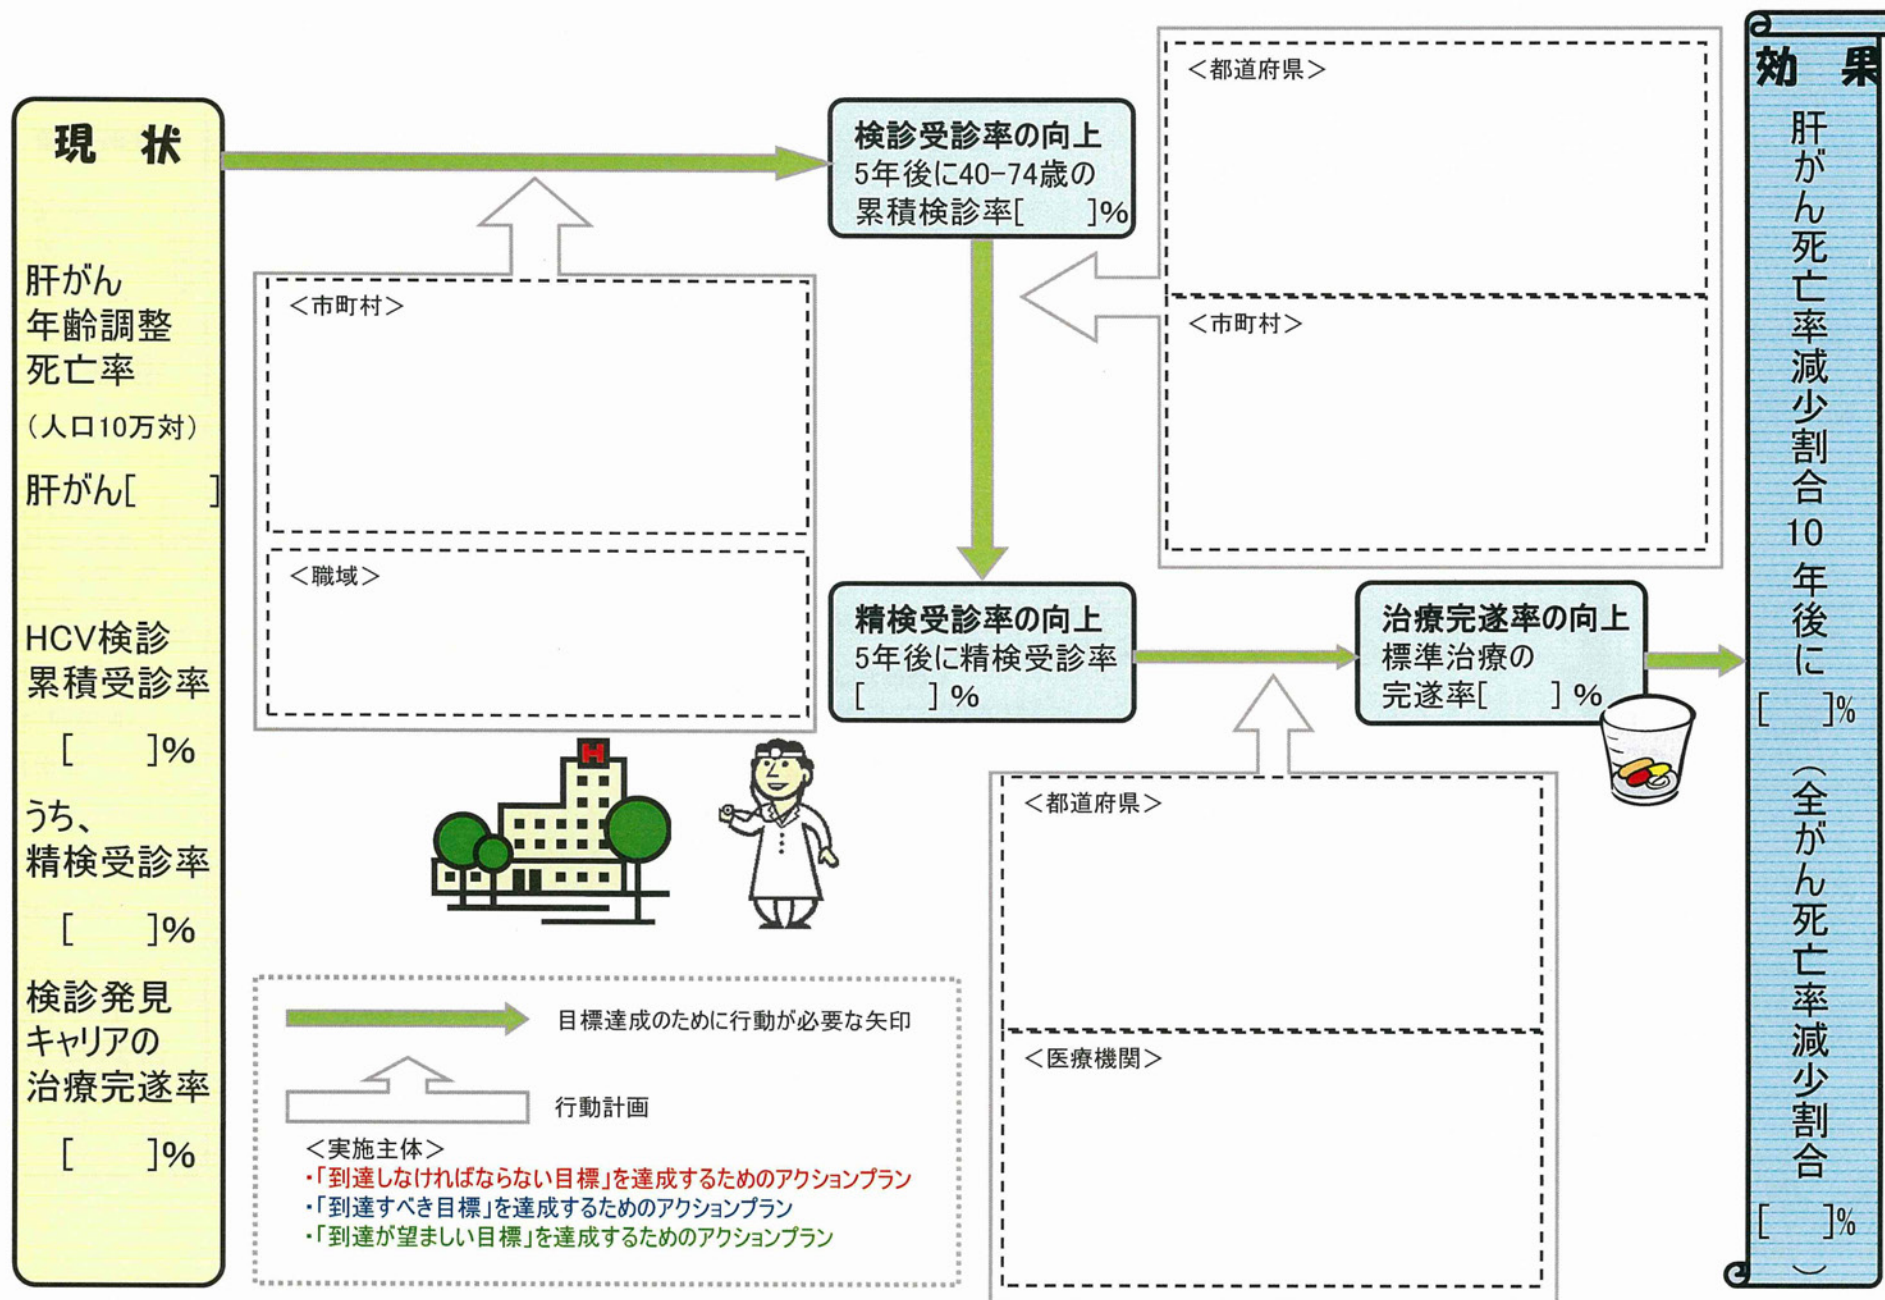 現　状
肝がん
年齢調整
死亡率
（人口10万対）
肝がん[　　]
HCV検診
累積受診率
[　　]%
うち、
精検受診率
[　　]%
検診発見
キャリアの
治療完遂率
[　　]%
検診受診率の向上
5年後に40-74歳の
累積検診率[　　]%
＜市町村＞
＜職域＞
＜都道府県＞
＜市町村＞
精検受診率の向上
5年後に精検受診率
[　　] %
治療完遂率の向上
標準治療の
完遂率[　　] %
H
＜都道府県＞
＜医療機関＞
目標達成のために行動が必要な矢印
行動計画
＜実施主体＞
・「到達しなければならない目標」を達成するためのアクションプラン
・「到達すべき目標」を達成するためのアクションプラン
・「到達が望ましい目標」を達成するためのアクションプラン
効　果
肝がん死亡率減少割合10年後に[　　]%（全がん死亡率減少割合[　　]%）